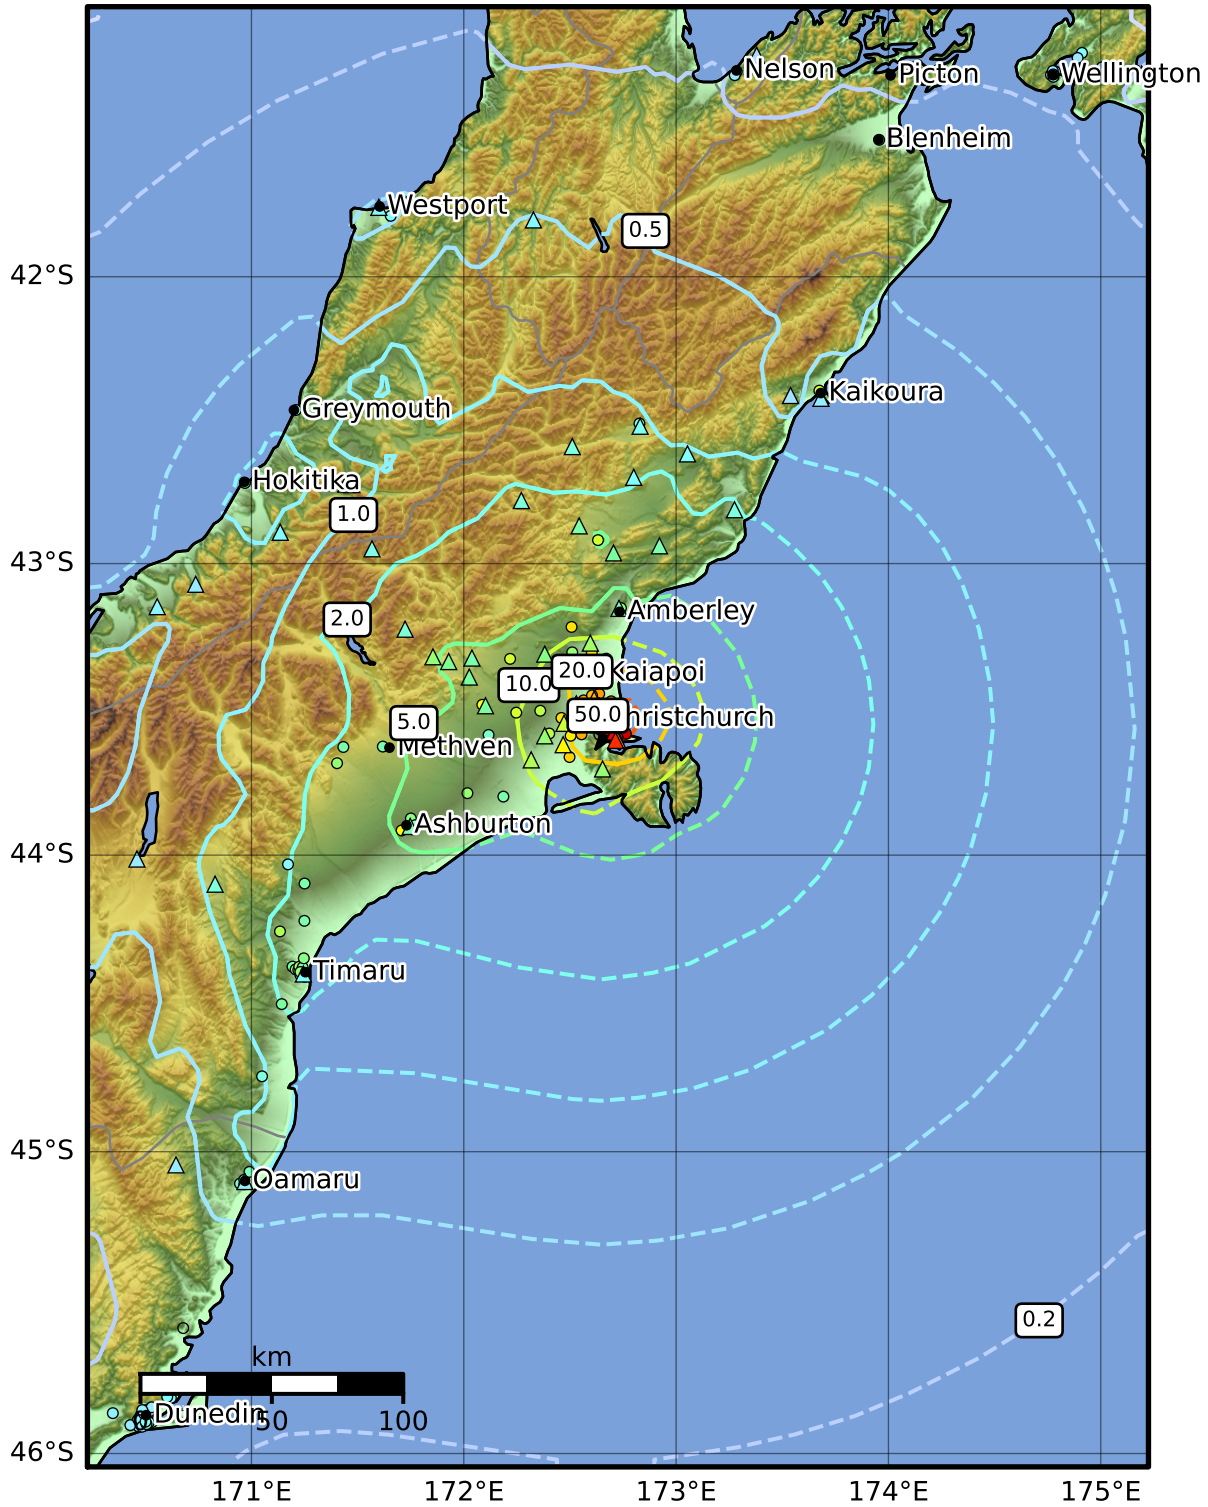 Nelson
Picton
Wellington
Blenheim
Westport
0.5
42°S
Kaikoura
Greymouth
Hokitika
1.0
43°S
2.0
Amberley
20.0
Kaiapoi
10.0
50.0
hristchurch
5.0
Methven
Ashburton
44°S
Timaru
45°S
Oamaru
0.2
km
Dunedin
50
100
46°S
171°E
172°E
173°E
174°E
175°E